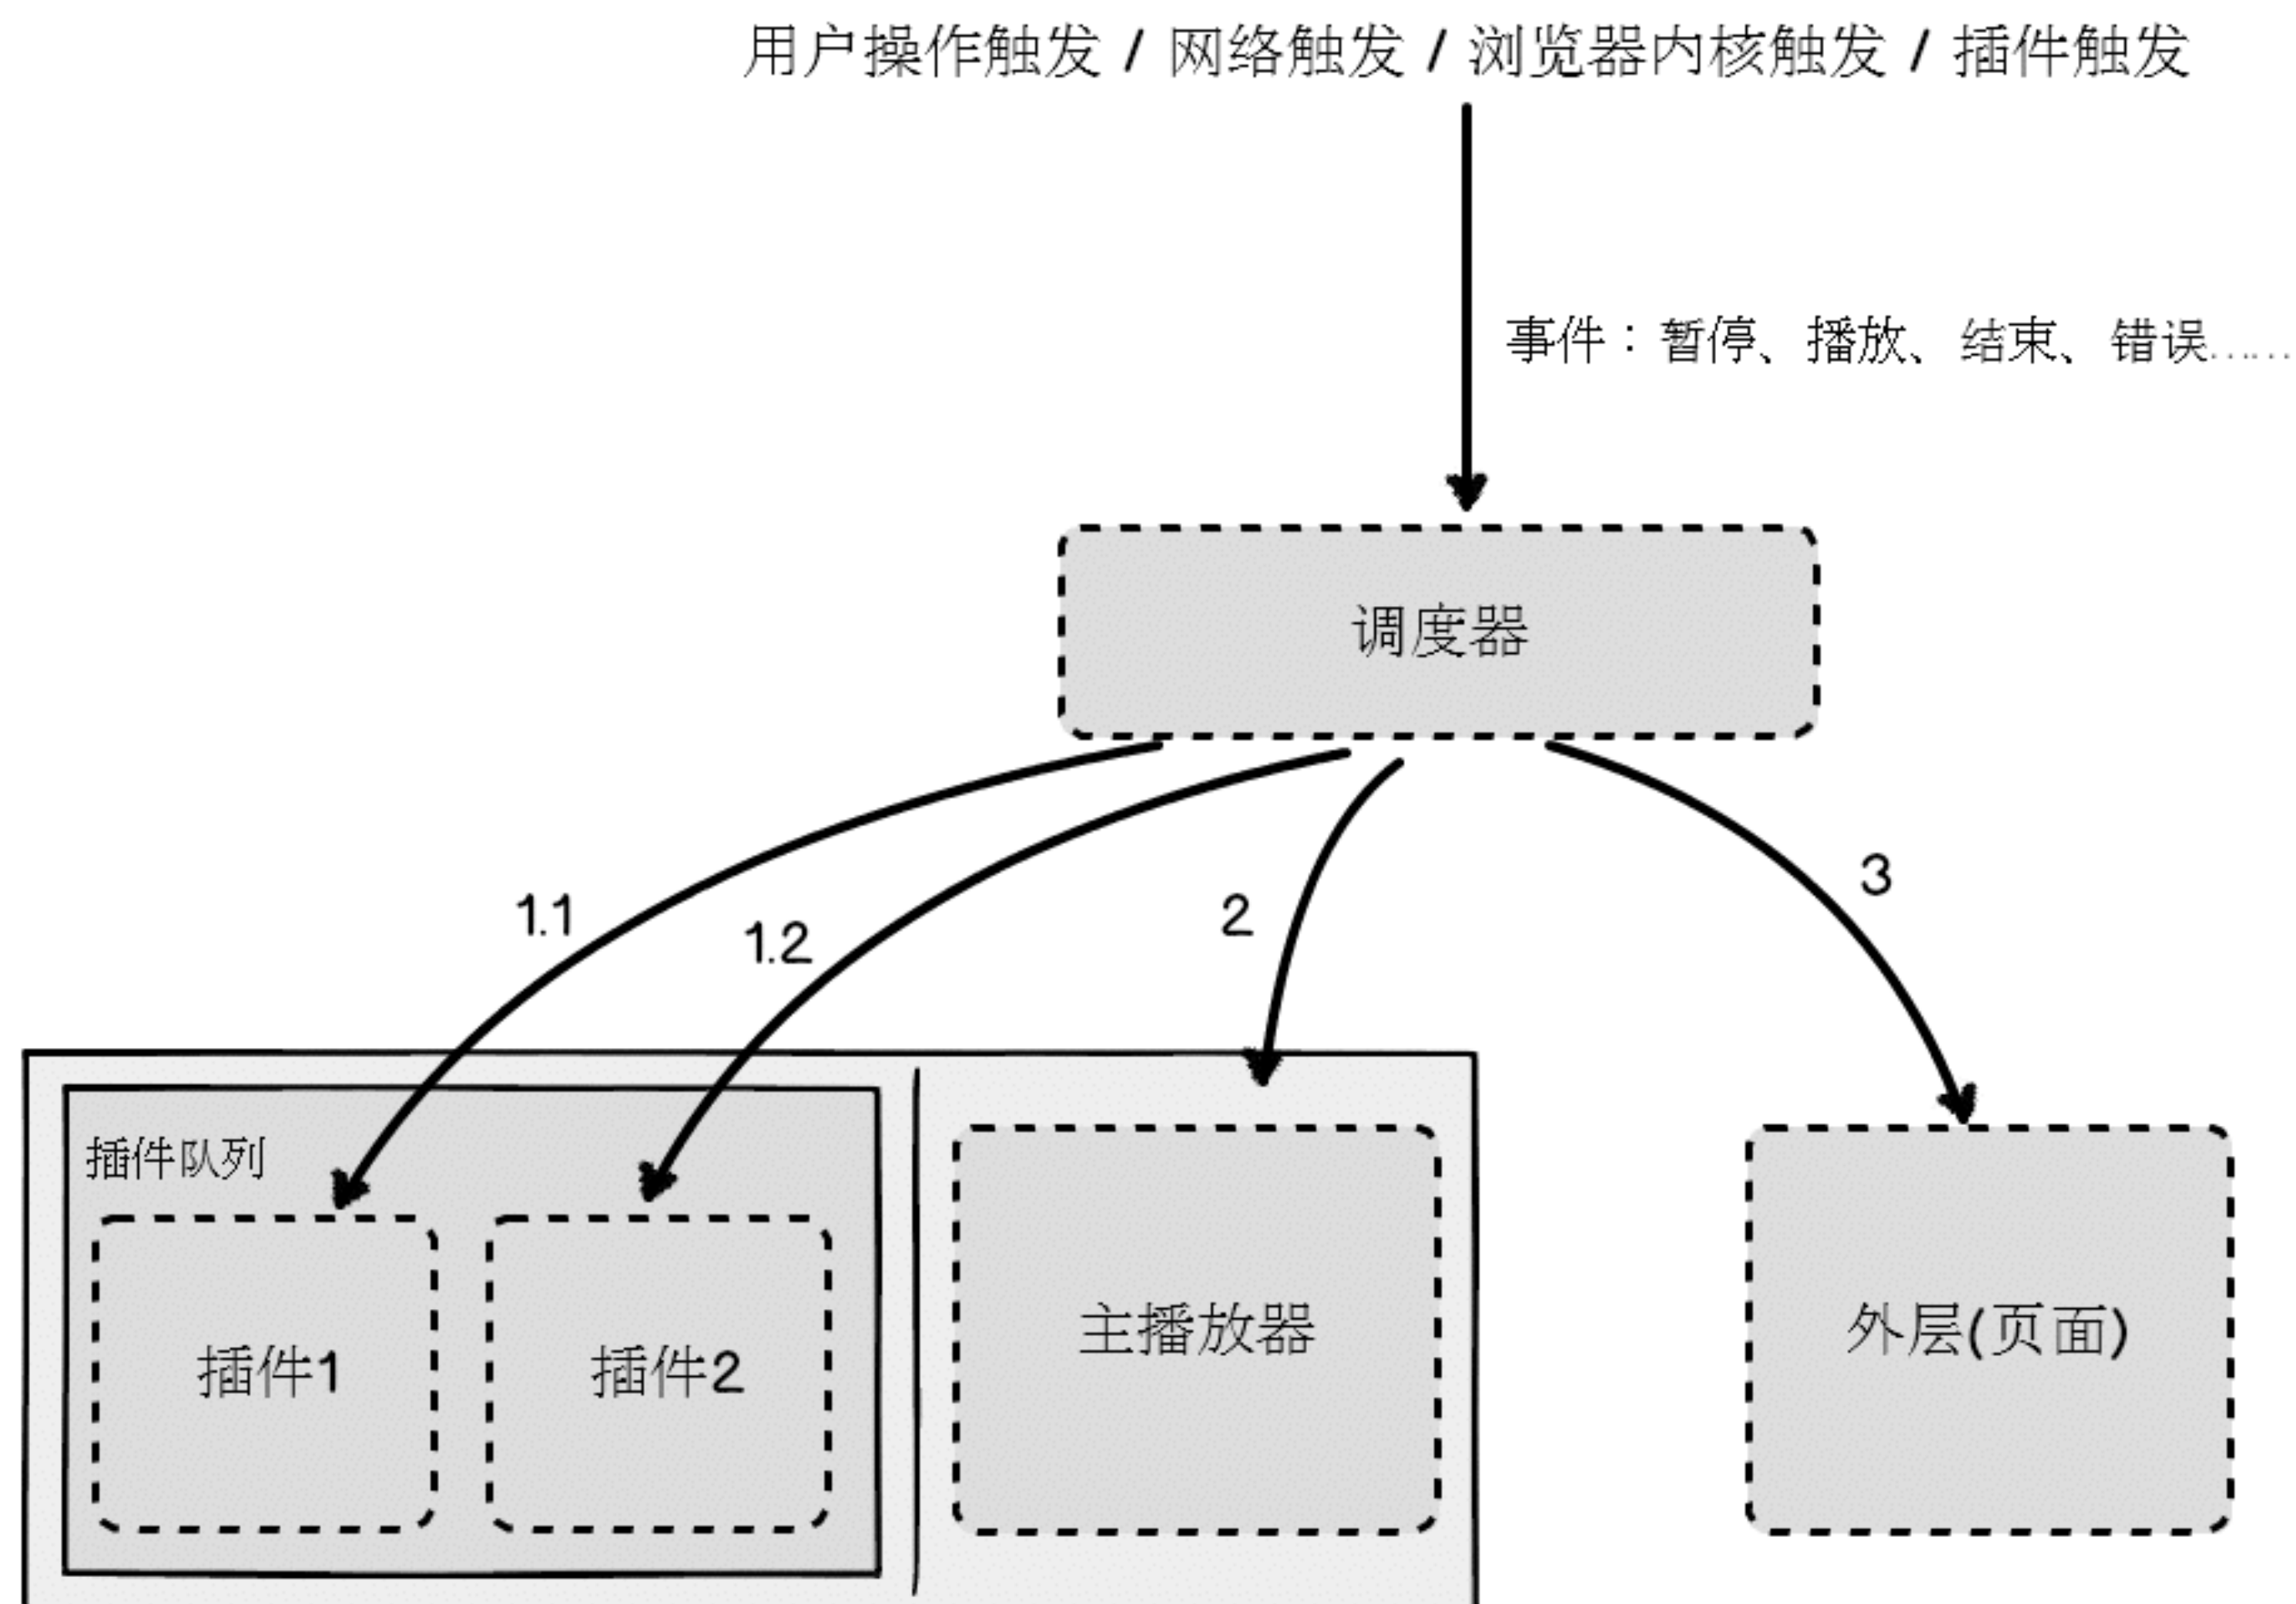 用户操作触发 / 网络触发 / 浏览器内核触发 / 插件触发
事件：暂停、播放、结束、错误......
调度器
1.1
1.2
2
3
插件队列
插件1
插件2
主播放器
外层(页面)